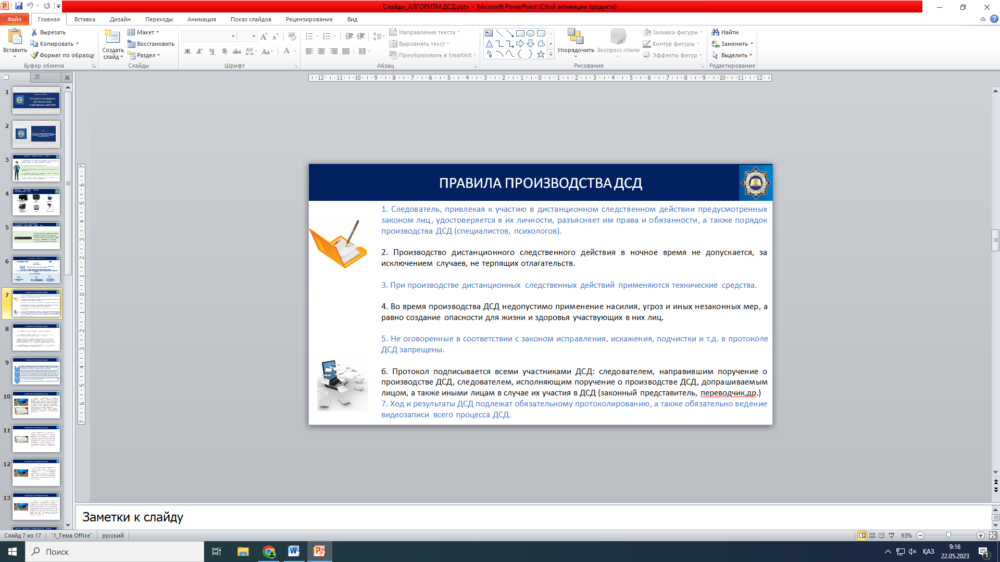 Слайды_АЛГОРИТМ ДСД.pptx - Microsoft PowerPoint (Сбой активации продукта)
Файл Главная Вставка Дизайн Переходы Анимация Показ слайдов Рецензирование Вид
Вставить
Вырезать
Копировать
Формат по образцу
Буфер обмена
Создать слайд
Макет
Восстановить
Раздел
Слайды
Шрифт
Направление текста
Выровнять текст
Преобразовать в SmartArt
Абзац
Упорядочить
Экспресс-стили
Заливка фигуры
Контур фигуры
Эффекты фигур
Рисование
Найти
Заменить
Выделить
Редактирование
1
Алгоритм проведения
дистанционных
следственных действий
2
3
4
5
6
7
8
9
10
11
12
13
ПРАВИЛА ПРОИЗВОДСТВА ДСД
1. Следователь, привлекая к участию в дистанционном следственном действии предусмотренных
законом лиц, удостоверяется в их личности, разъясняет им права и обязанности, а также порядок
производства ДСД (специалистов, психологов).
2. Производство дистанционного следственного действия в ночное время не допускается, за
исключением случаев, не терпящих отлагательств.
3. При производстве дистанционных следственных действий применяются технические средства.
4. Во время производства ДСД недопустимо применение насилия, угроз и иных незаконных мер, а
равно создание опасности для жизни и здоровья участвующих в них лиц.
5. Не оговоренные в соответствии с законом исправления, искажения, подчистки и т.д. в протоколе
ДСД запрещены.
6. Протокол подписывается всеми участниками ДСД: следователем, направившим поручение о
производстве ДСД, следователем, исполняющим поручение о производстве ДСД, допрашиваемым
лицом, а также иными лицам в случае их участия в ДСД (законный представитель, переводчик,др.)
7. Ход и результаты ДСД подлежат обязательному протоколированию, а также обязательно ведение
видеозаписи всего процесса ДСД.
Заметки к слайду
Слайд 7 из 17 "1_Тема Office" русский 93%
Поиск
ҚАЗ
9:16
22.05.2023
1